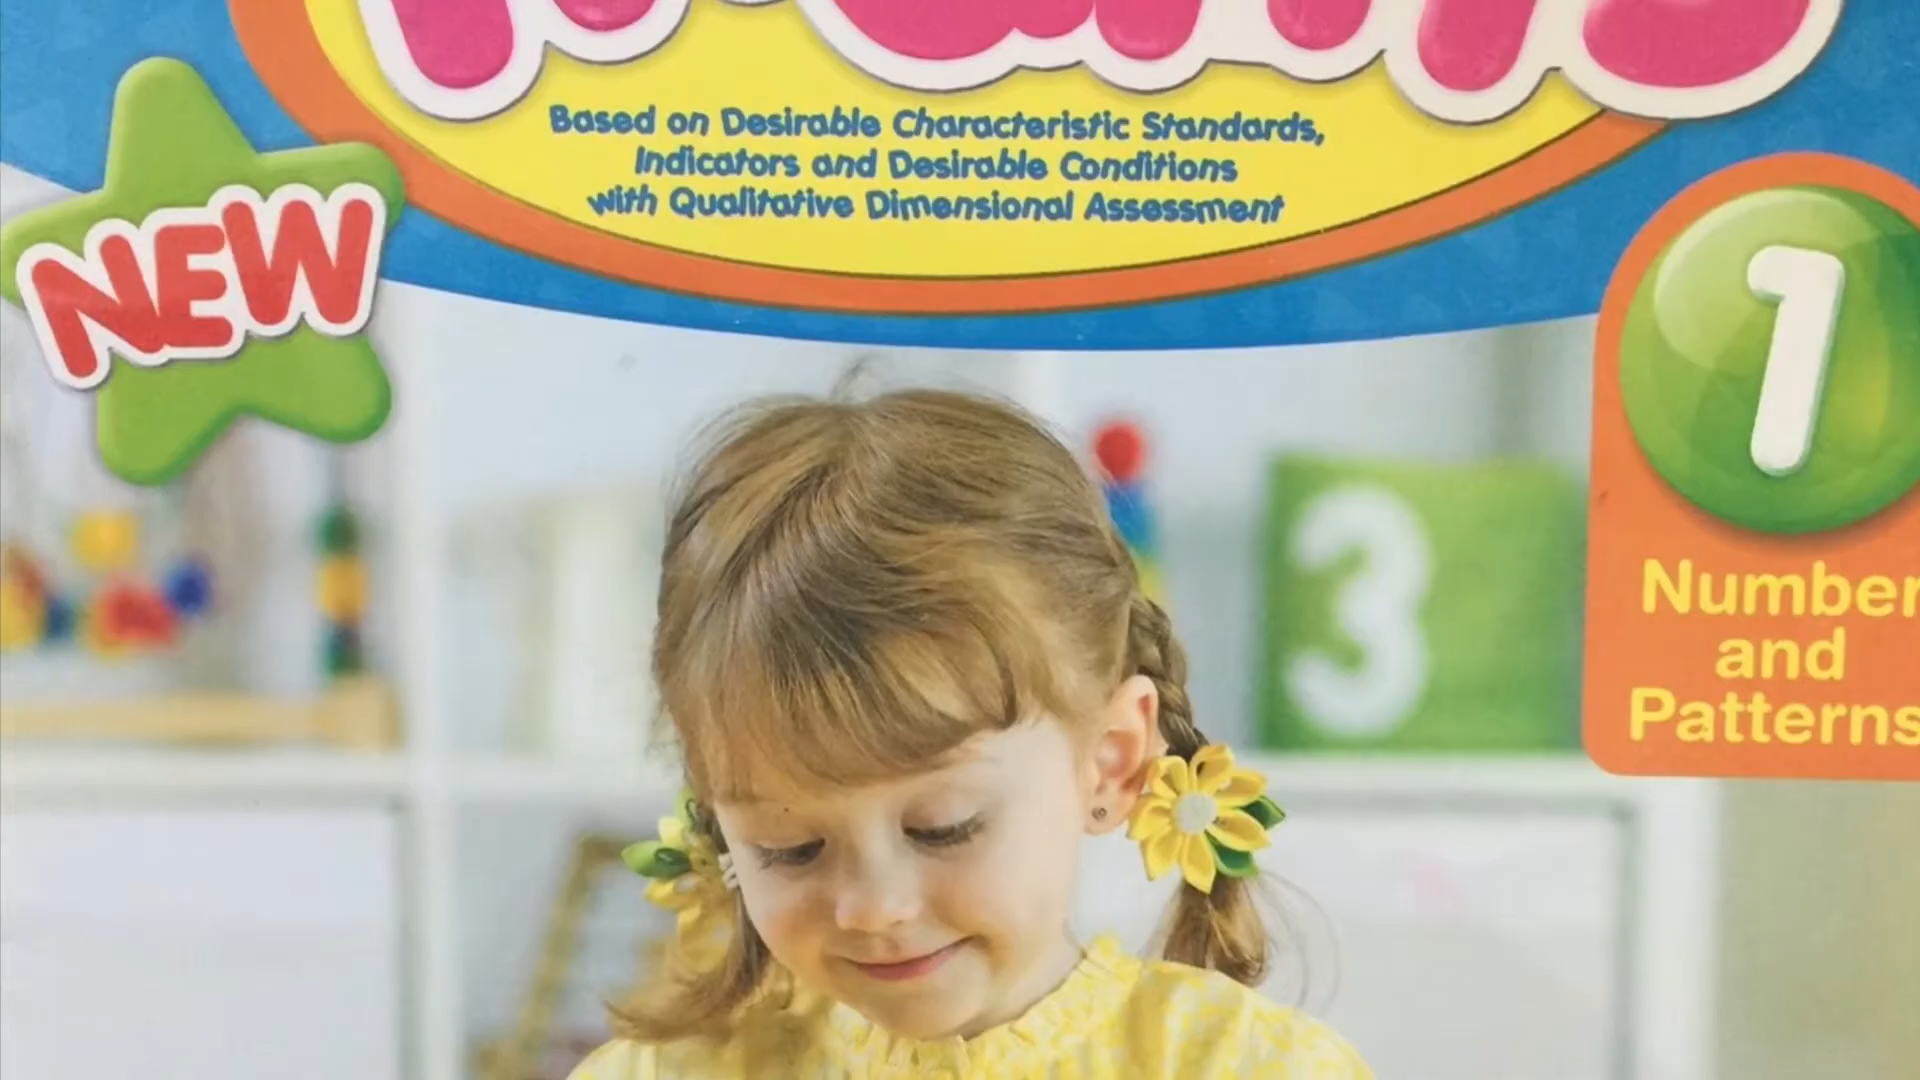 Based on Desirable Characteristic Standards,
Indicators and Desirable Conditions
with Qualitative Dimensional Assessment
NEW
1
3
Number
and
Patterns